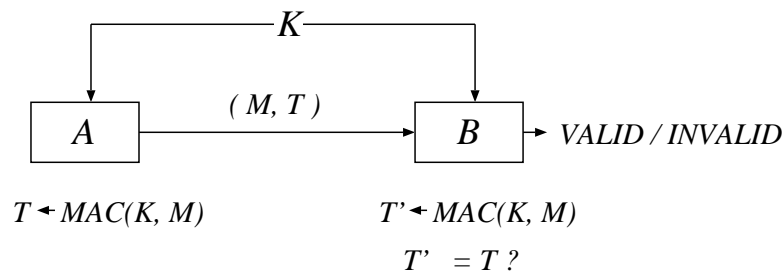 K
( M, T )
A
B
VALID / INVALID
T ← MAC(K, M)
T' ← MAC(K, M)
T' = T ?